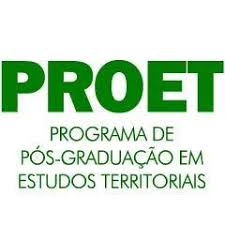 PROET
PROGRAMA DE
PÓS-GRADUAÇÃO EM
ESTUDOS TERRITORIAIS